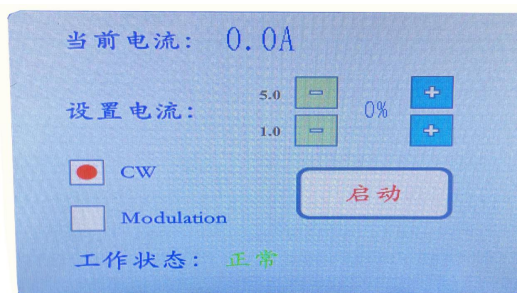 当前电流: 0.0A
5.0 - +
设置电流: 0%
1.0 - +
CW
启动
Modulation
工作状态: 正常